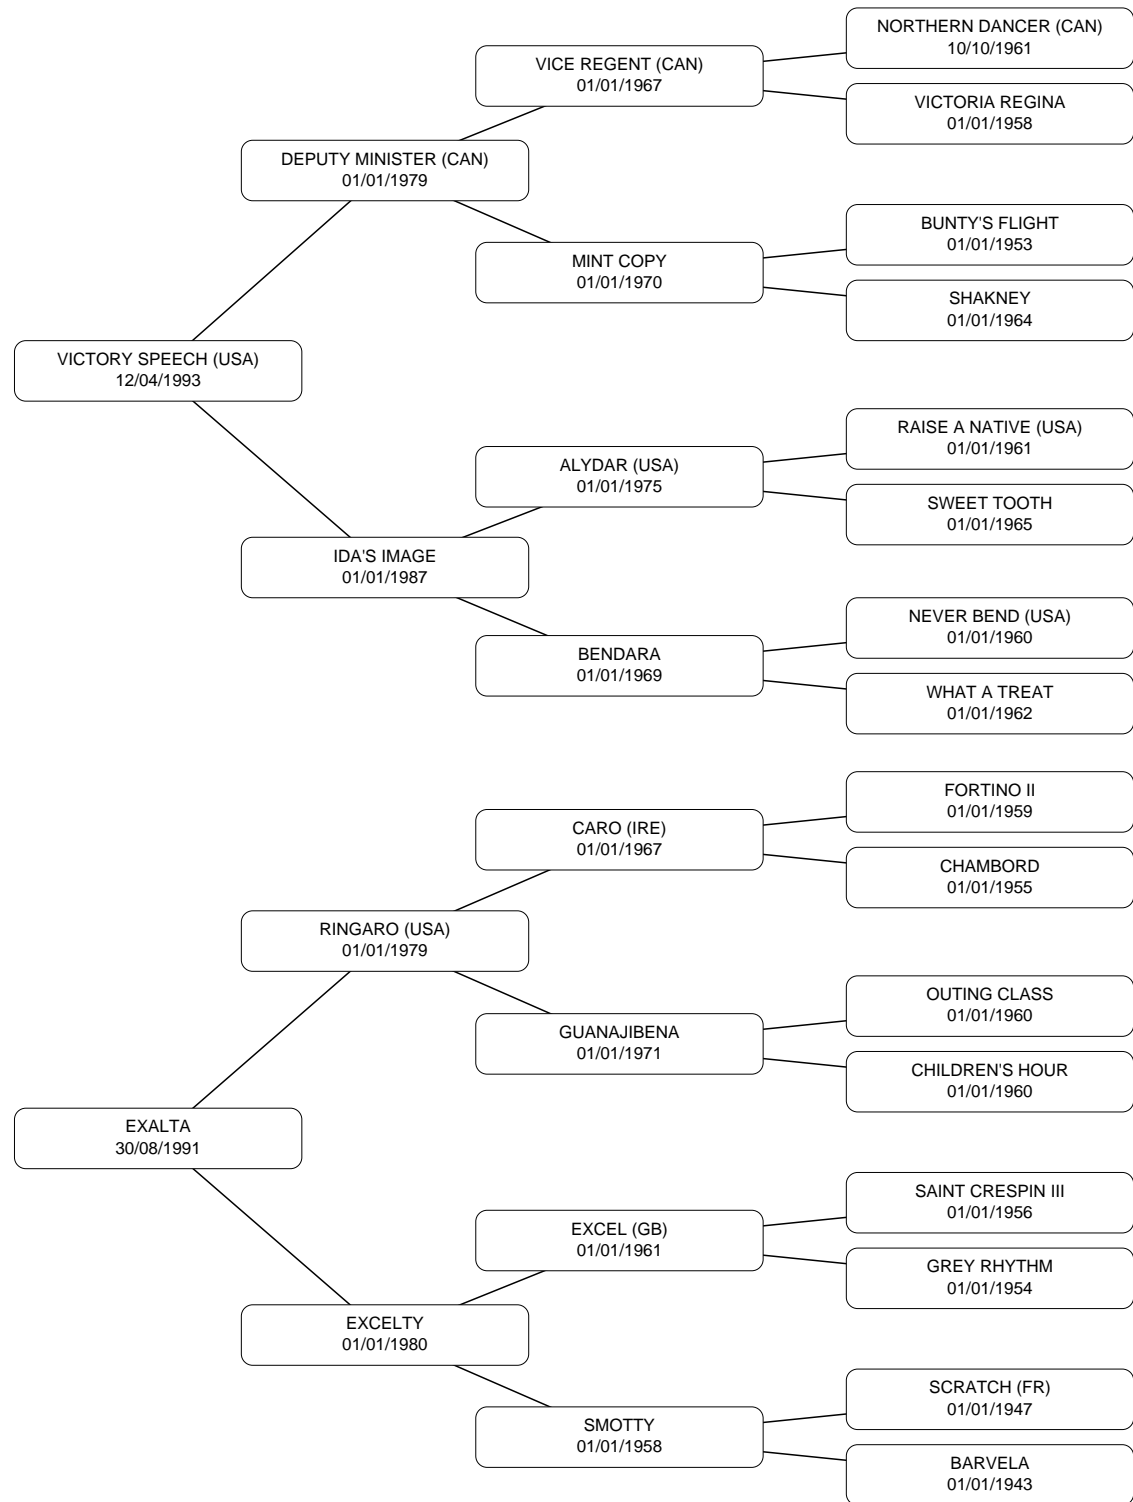 NORTHERN DANCER (CAN)
10/10/1961
VICE REGENT (CAN)
01/01/1967
VICTORIA REGINA
01/01/1958
DEPUTY MINISTER (CAN)
01/01/1979
BUNTY'S FLIGHT
01/01/1953
MINT COPY
01/01/1970
SHAKNEY
01/01/1964
VICTORY SPEECH (USA)
12/04/1993
RAISE A NATIVE (USA)
01/01/1961
ALYDAR (USA)
01/01/1975
SWEET TOOTH
01/01/1965
IDA'S IMAGE
01/01/1987
NEVER BEND (USA)
01/01/1960
BENDARA
01/01/1969
WHAT A TREAT
01/01/1962
FORTINO II
01/01/1959
CARO (IRE)
01/01/1967
CHAMBORD
01/01/1955
RINGARO (USA)
01/01/1979
OUTING CLASS
01/01/1960
GUANAJIBENA
01/01/1971
CHILDREN'S HOUR
01/01/1960
EXALTA
30/08/1991
SAINT CRESPIN III
01/01/1956
EXCEL (GB)
01/01/1961
GREY RHYTHM
01/01/1954
EXCELTY
01/01/1980
SCRATCH (FR)
01/01/1947
SMOTTY
01/01/1958
BARVELA
01/01/1943